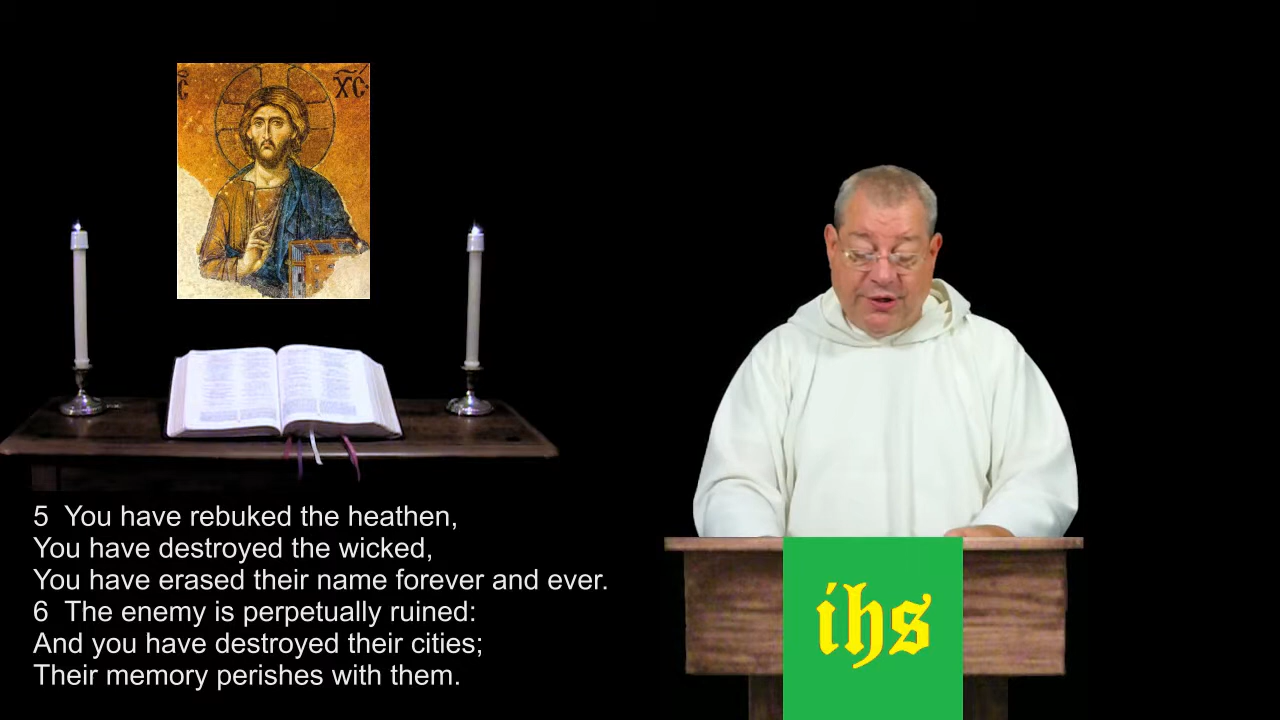 C
XC
5 You have rebuked the heathen,
You have destroyed the wicked,
You have erased their name forever and ever.
6 The enemy is perpetually ruined:
And you have destroyed their cities;
Their memory perishes with them.
ihs